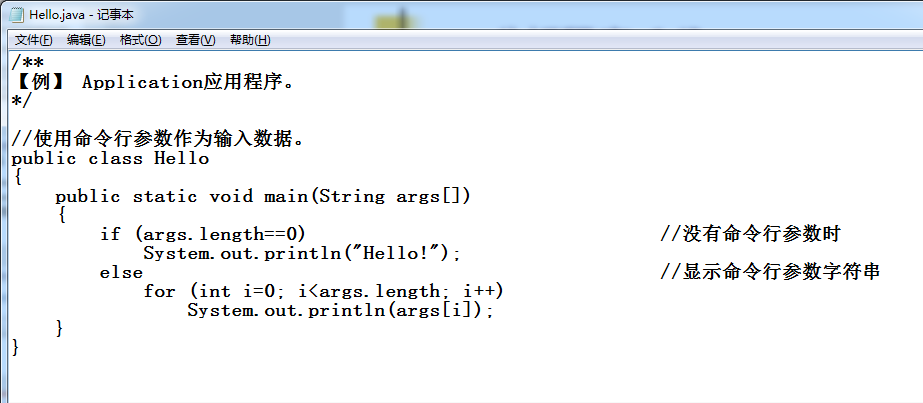 Hello.java - 记事本
文件(F) 编辑(E) 格式(O) 查看(V) 帮助(H)
/**
【例】 Application应用程序。
*/
//使用命令行参数作为输入数据。
public class Hello
{
    public static void main(String args[])
    {
        if (args.length==0)                                //没有命令行参数时
            System.out.println("Hello!");
        else                                               //显示命令行参数字符串
            for (int i=0; i<args.length; i++)
                System.out.println(args[i]);
    }
}